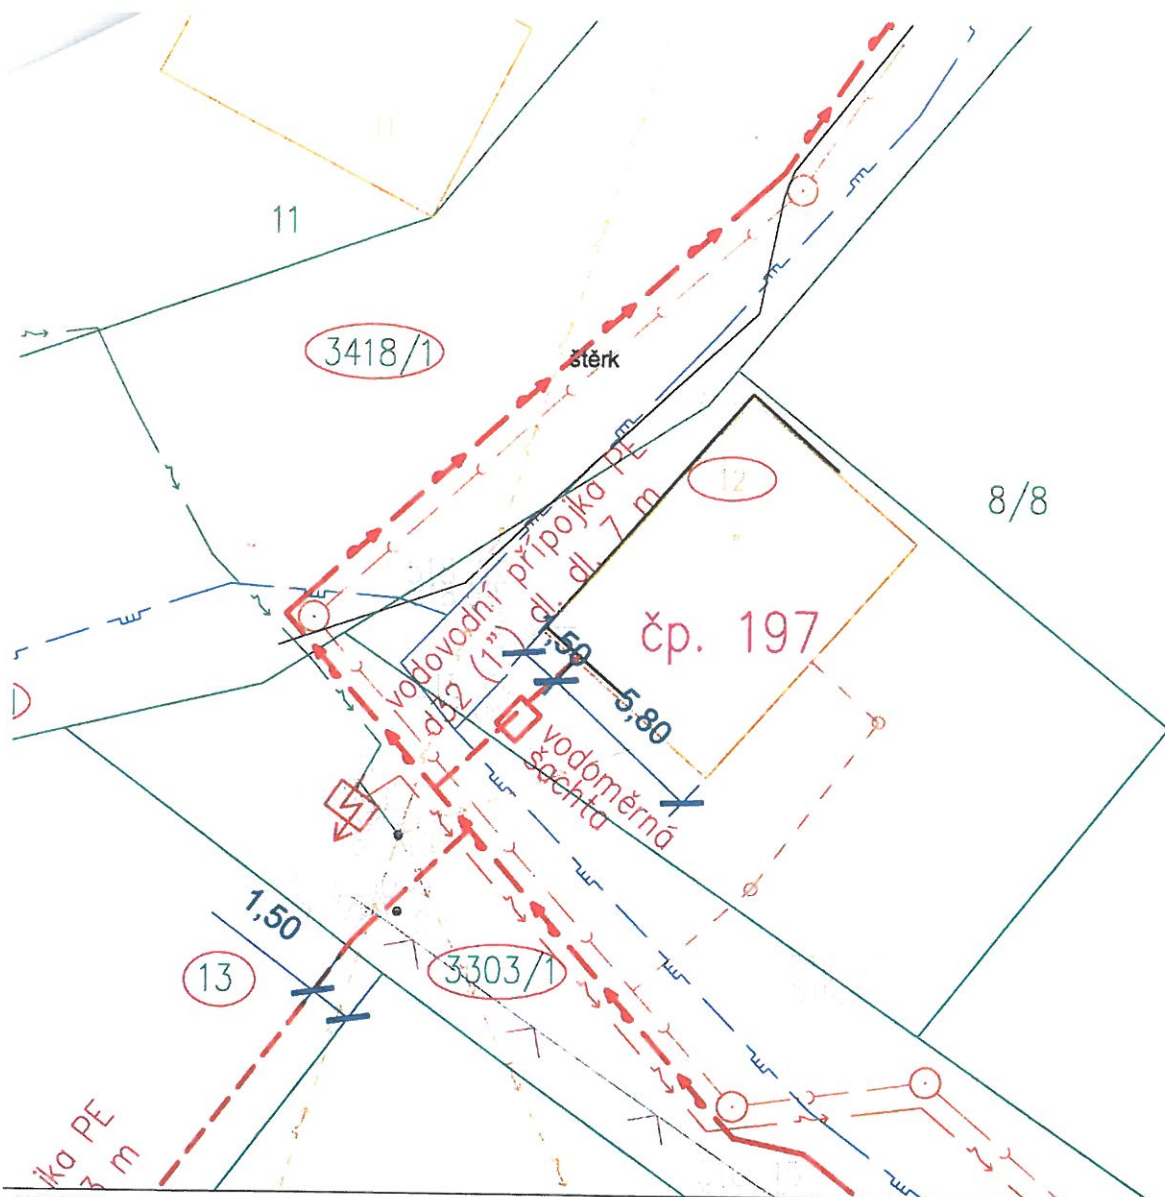 11
3418/1
štěrk
12
8/8
vodovodní přípojka PE
d32 (1") dl. dl. 7 m
čp. 197
1,50
5,80
vodoměrná
šachta
1,50
13
3303/1
jka PE
3 m